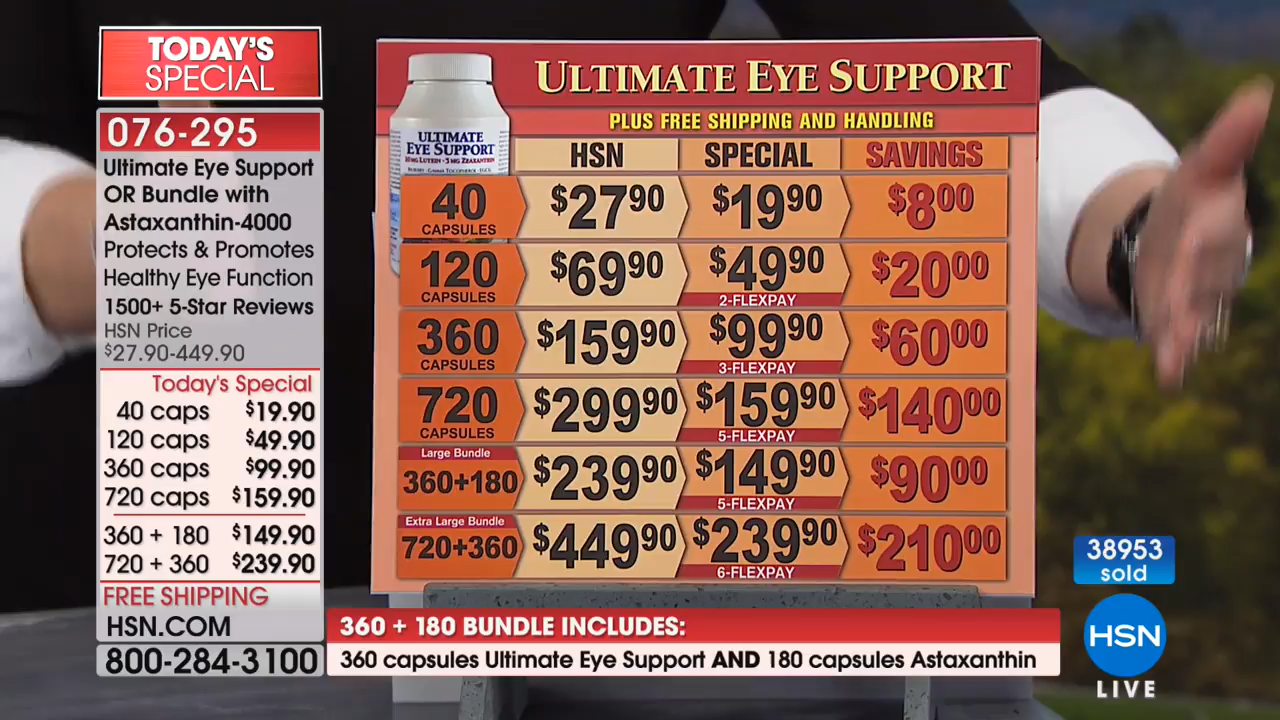 TODAY'S
SPECIAL
076-295
Ultimate Eye Support
OR Bundle with
Astaxanthin-4000
Protects & Promotes
Healthy Eye Function
1500+ 5-Star Reviews
HSN Price
$27.90-449.90
Today's Special
40 caps $19.90
120 caps $49.90
360 caps $99.90
720 caps $159.90
360 + 180 $149.90
720 + 360 $239.90
FREE SHIPPING
HSN.COM
800-284-3100
ULTIMATE EYE SUPPORT
PLUS FREE SHIPPING AND HANDLING
ULTIMATE
EYE SUPPORT
10 MG LUTEIN · 3 MG ZEAXANTHIN
HSN SPECIAL SAVINGS
40 CAPSULES $27.90 $19.90 $8.00
120 CAPSULES $69.90 $49.90 2-FLEXPAY $20.00
360 CAPSULES $159.90 $99.90 3-FLEXPAY $60.00
720 CAPSULES $299.90 $159.90 5-FLEXPAY $140.00
Large Bundle
360+180 $239.90 $149.90 5-FLEXPAY $90.00
Extra Large Bundle
720+360 $449.90 $239.90 6-FLEXPAY $210.00
360 + 180 BUNDLE INCLUDES:
360 capsules Ultimate Eye Support AND 180 capsules Astaxanthin
38953
sold
HSN
LIVE